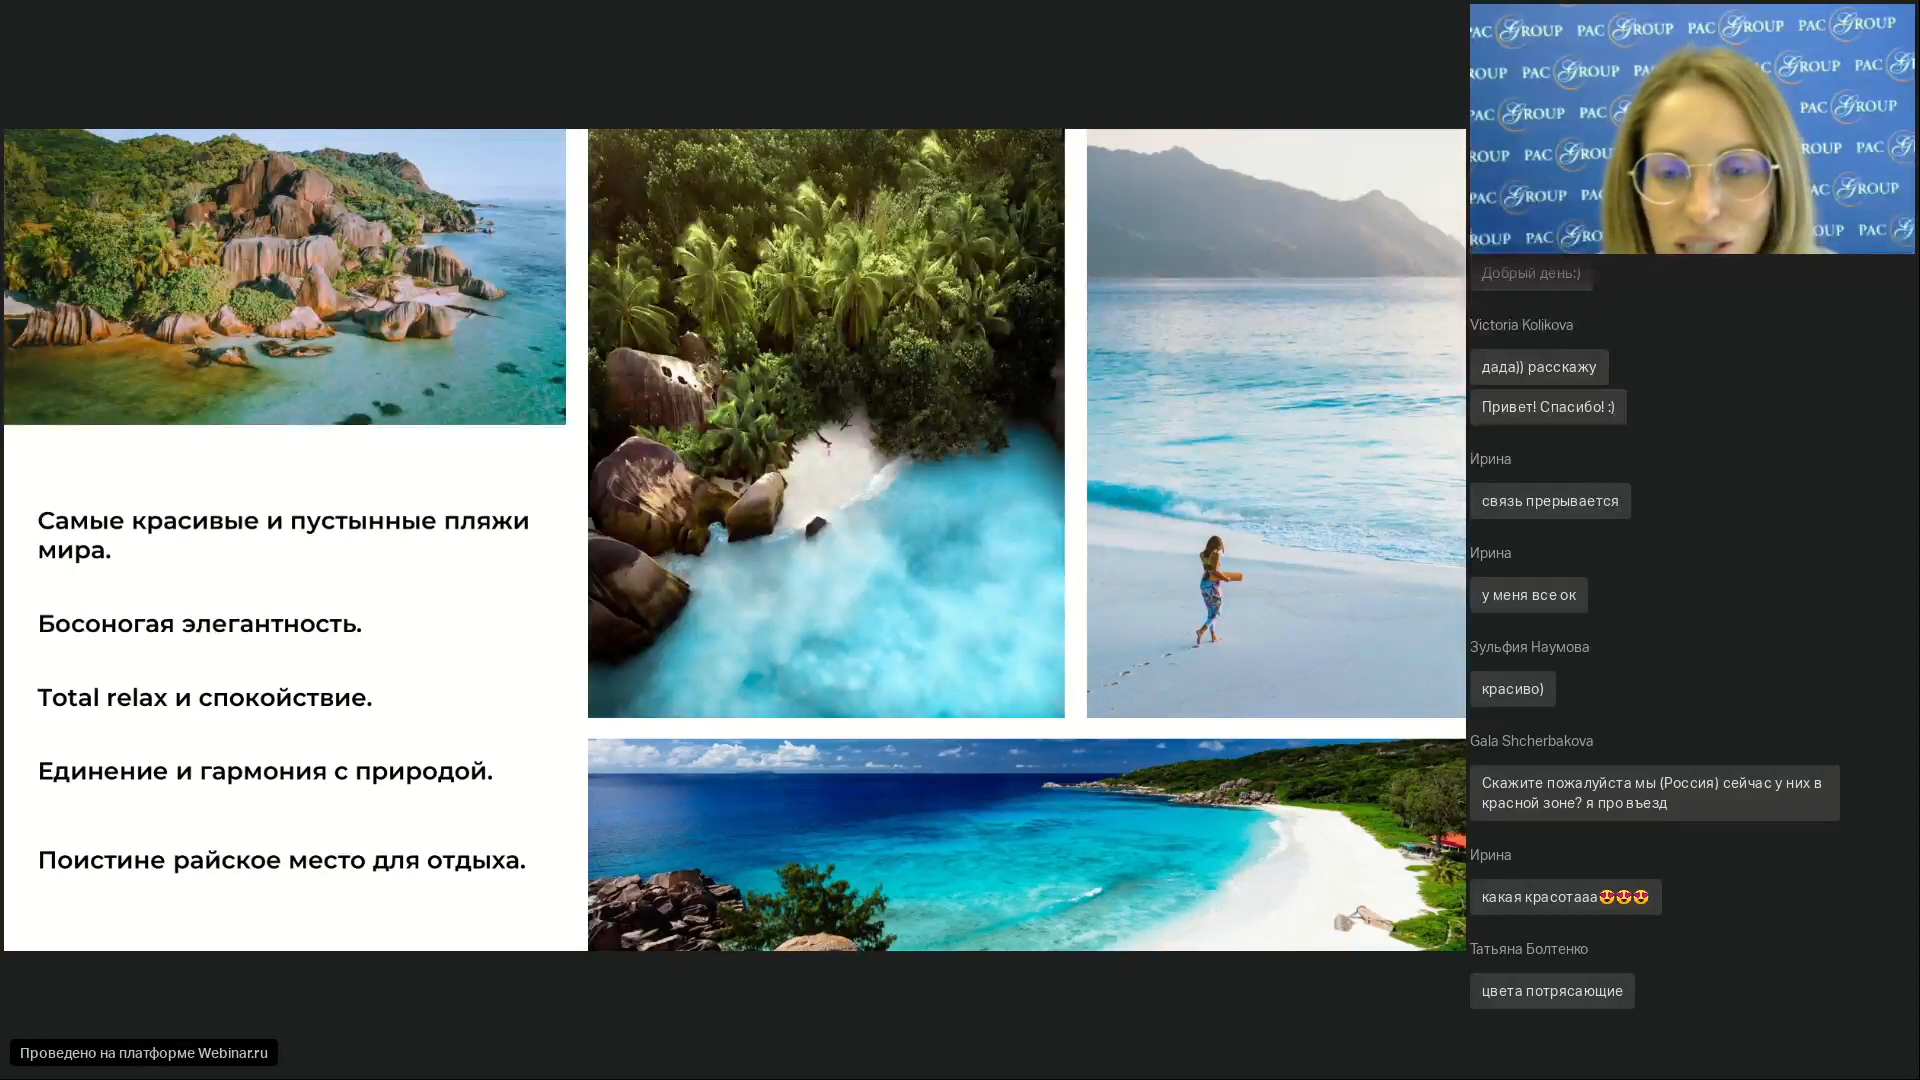 Самые красивые и пустынные пляжи
мира.
Босоногая элегантность.
Total relax и спокойствие.
Единение и гармония с природой.
Поистине райское место для отдыха.
PAC GROUP
Добрый день:)
Victoria Kolikova
дада)) расскажу
Привет! Спасибо! :)
Ирина
связь прерывается
Ирина
у меня все ок
Зульфия Наумова
красиво)
Gala Shcherbakova
Скажите пожалуйста мы (Россия) сейчас у них в
красной зоне? я про въезд
Ирина
какая красотааа😍😍😍
Татьяна Болтенко
цвета потрясающие
Проведено на платформе Webinar.ru